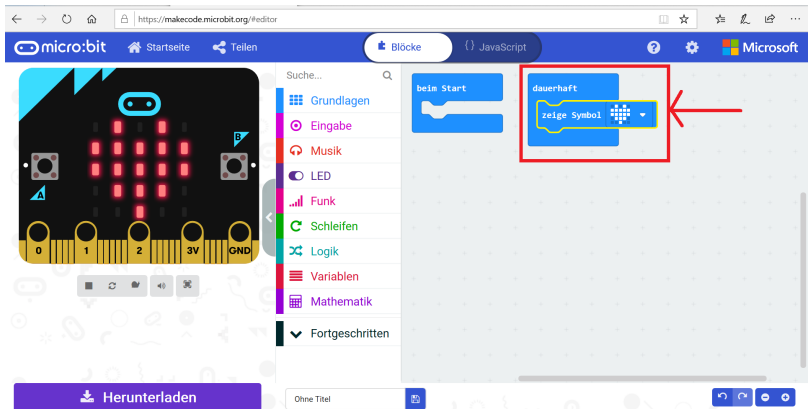 https://makecode.microbit.org/#editor
micro:bit Startseite Teilen Blöcke {} JavaScript Microsoft
Suche...
Grundlagen
Eingabe
Musik
LED
Funk
Schleifen
Logik
Variablen
Mathematik
Fortgeschritten
beim Start
dauerhaft
zeige Symbol
A
B
0 1 2 3V GND
Herunterladen
Ohne Titel